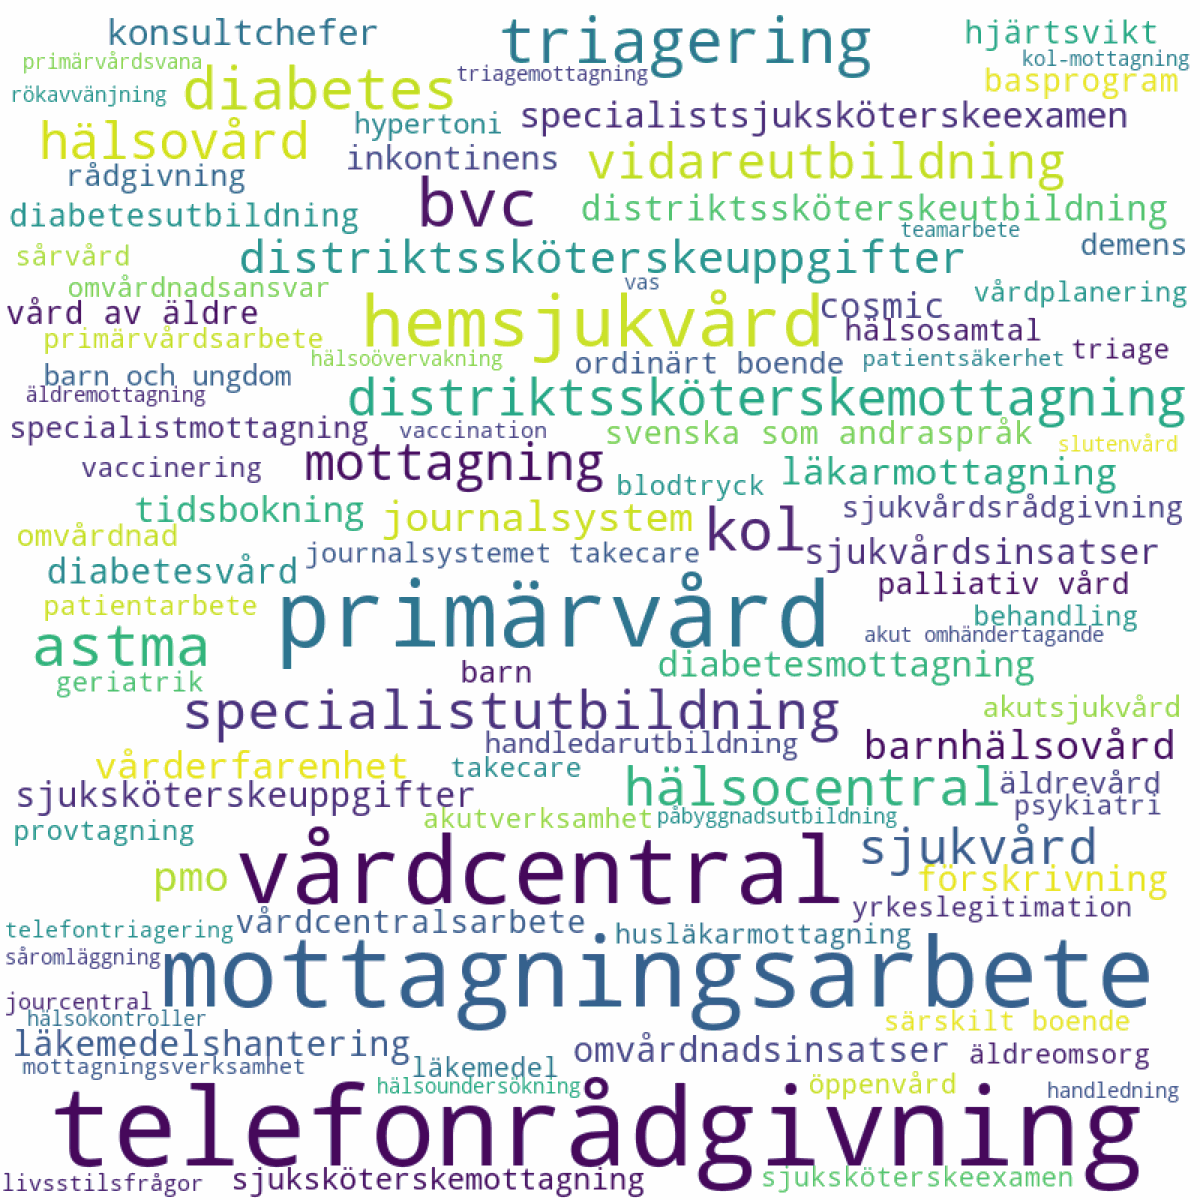 konsultchefer
triagering
hjärtsvikt
primärvårdsvana
diabetes
triagemottagning
kol-mottagning
rökavvänjning
basprogram
hälsovård
hypertoni
specialistsjuksköterskeexamen
inkontinens
vidareutbildning
rådgivning
bvc
distriktssköterskeutbildning
diabetesutbildning
teamarbete
sårvård
distriktssköterskeuppgifter
demens
omvårdnadsansvar
vas
vårdplanering
vård av äldre
hemsjukvård
cosmic
primärvårdsarbete
hälsosamtal
hälsoövervakning
ordinärt boende
patientsäkerhet
triage
barn och ungdom
äldremottagning
distriktssköterskemottagning
specialistmottagning
vaccination
svenska som andraspråk
slutenvård
vaccinering
mottagning
blodtryck
läkarmottagning
tidsbokning
journalsystem
kol
sjukvårdsrådgivning
omvårdnad
journalsystemet takecare
sjukvårdsinsatser
diabetesvård
palliativ vård
patientarbete
primärvård
behandling
astma
akut omhändertagande
barn
diabetesmottagning
geriatrik
specialistutbildning
akutsjukvård
handledarutbildning
barnhälsovård
vårderfarenhet
takecare
hälsocentral
äldrevård
sjuksköterskeuppgifter
psykiatri
provtagning
akutverksamhet
påbyggnadsutbildning
vårdcentral
sjukvård
pmo
förskrivning
yrkeslegitimation
telefontriagering
vårdcentralsarbete
husläkarmottagning
såromläggning
mottagningsarbete
jourcentral
hälsokontroller
särskilt boende
läkemedelshantering
omvårdnadsinsatser
äldreomsorg
mottagningsverksamhet
läkemedel
hälsoundersökning
öppenvård
handledning
telefonrådgivning
livsstilsfrågor
sjuksköterskemottagning
sjuksköterskeexamen